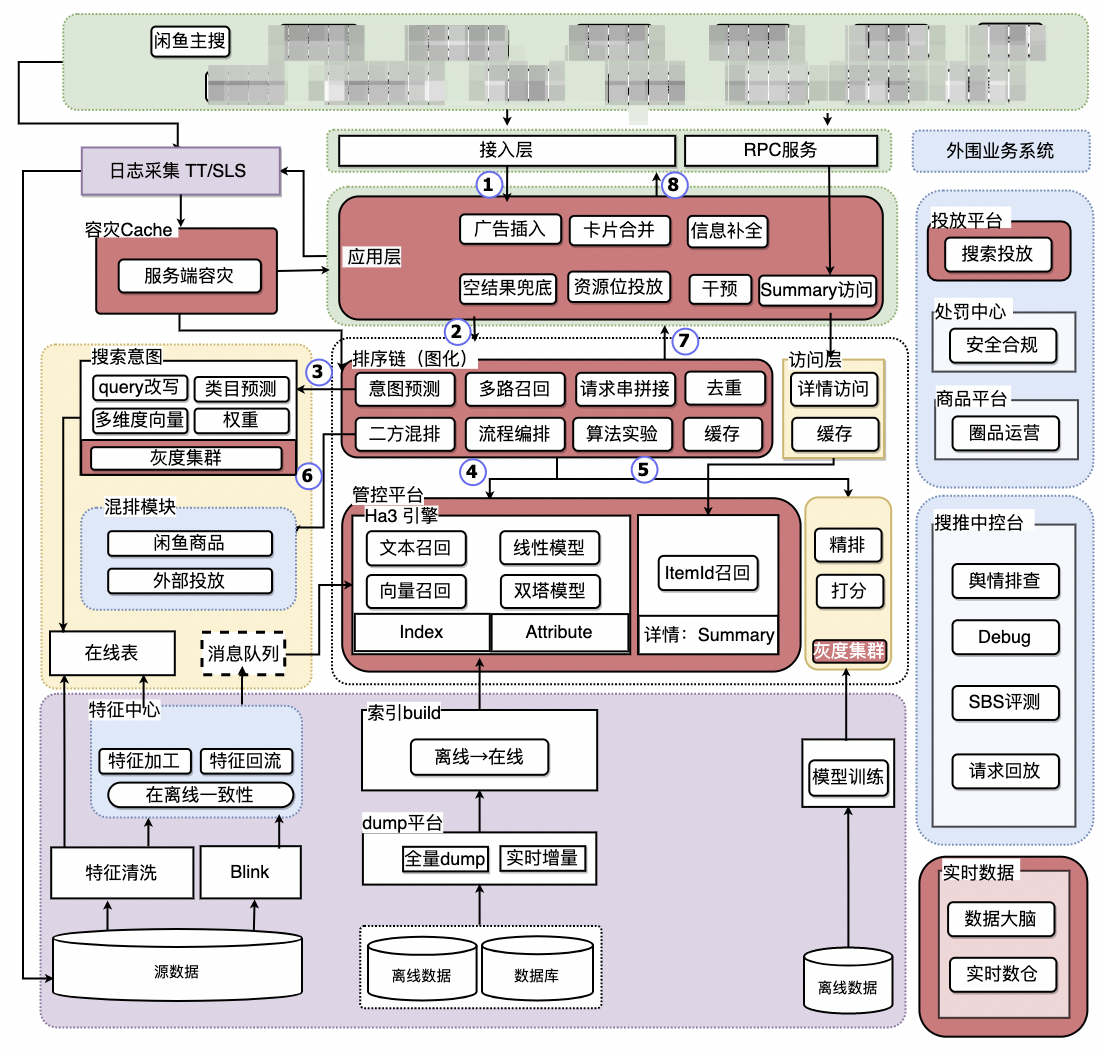 闲鱼主搜
接入层
RPC服务
外围业务系统
日志采集 TT/SLS
1
8
容灾Cache
服务端容灾
应用层
广告插入
卡片合并
信息补全
空结果兜底
资源位投放
干预
Summary访问
投放平台
搜索投放
处罚中心
安全合规
商品平台
圈品运营
2
7
搜索意图
query改写
类目预测
多维度向量
权重
灰度集群
3
排序链（图化）
意图预测
多路召回
请求串拼接
去重
二方混排
流程编排
算法实验
缓存
访问层
详情访问
缓存
6
4
5
混排模块
闲鱼商品
外部投放
管控平台
Ha3 引擎
文本召回
线性模型
向量召回
双塔模型
Index
Attribute
ItemId召回
详情：Summary
精排
打分
灰度集群
搜推中控台
舆情排查
Debug
SBS评测
请求回放
在线表
消息队列
特征中心
特征加工
特征回流
在离线一致性
索引build
离线→在线
模型训练
dump平台
全量dump
实时增量
特征清洗
Blink
源数据
离线数据
数据库
离线数据
实时数据
数据大脑
实时数仓